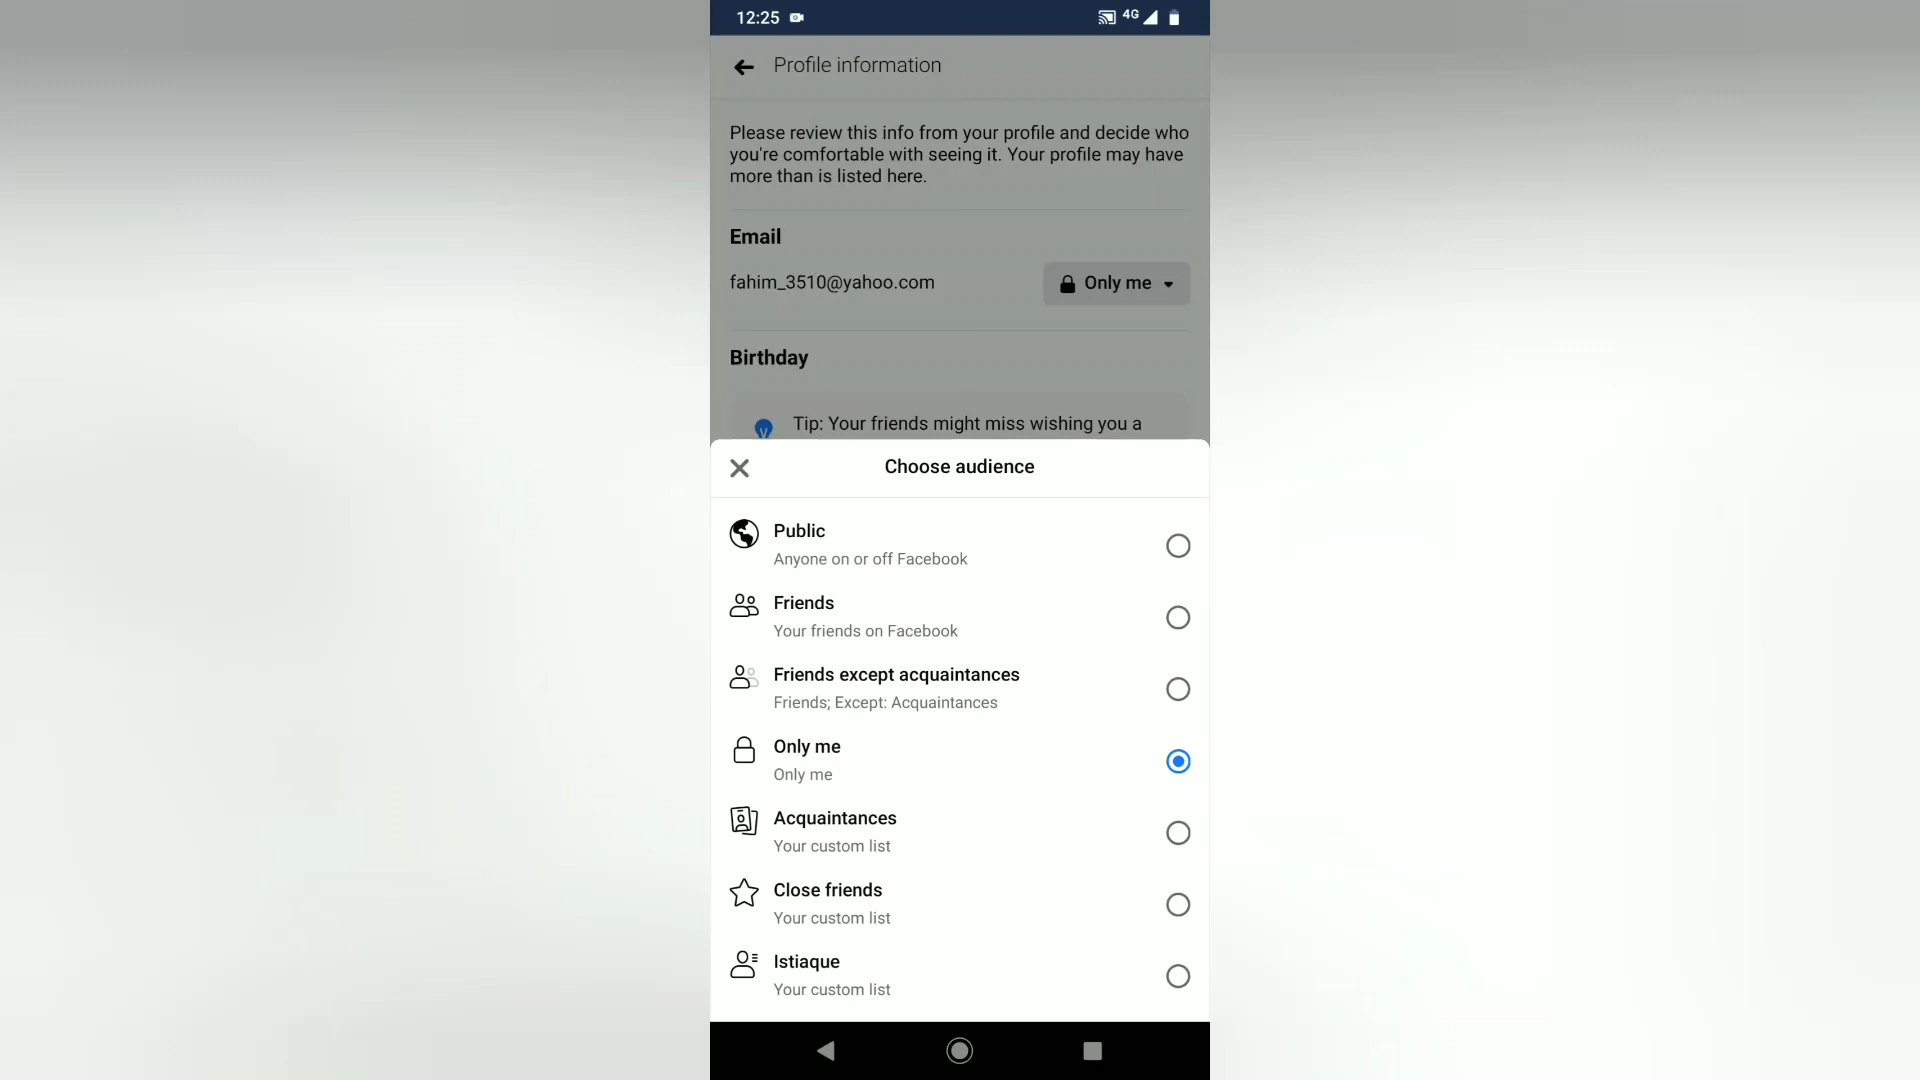 12:25
4G
Profile information
Please review this info from your profile and decide who
you're comfortable with seeing it. Your profile may have
more than is listed here.
Email
fahim_3510@yahoo.com
Only me
Birthday
Tip: Your friends might miss wishing you a
Choose audience
Public
Anyone on or off Facebook
Friends
Your friends on Facebook
Friends except acquaintances
Friends; Except: Acquaintances
Only me
Only me
Acquaintances
Your custom list
Close friends
Your custom list
Istiaque
Your custom list